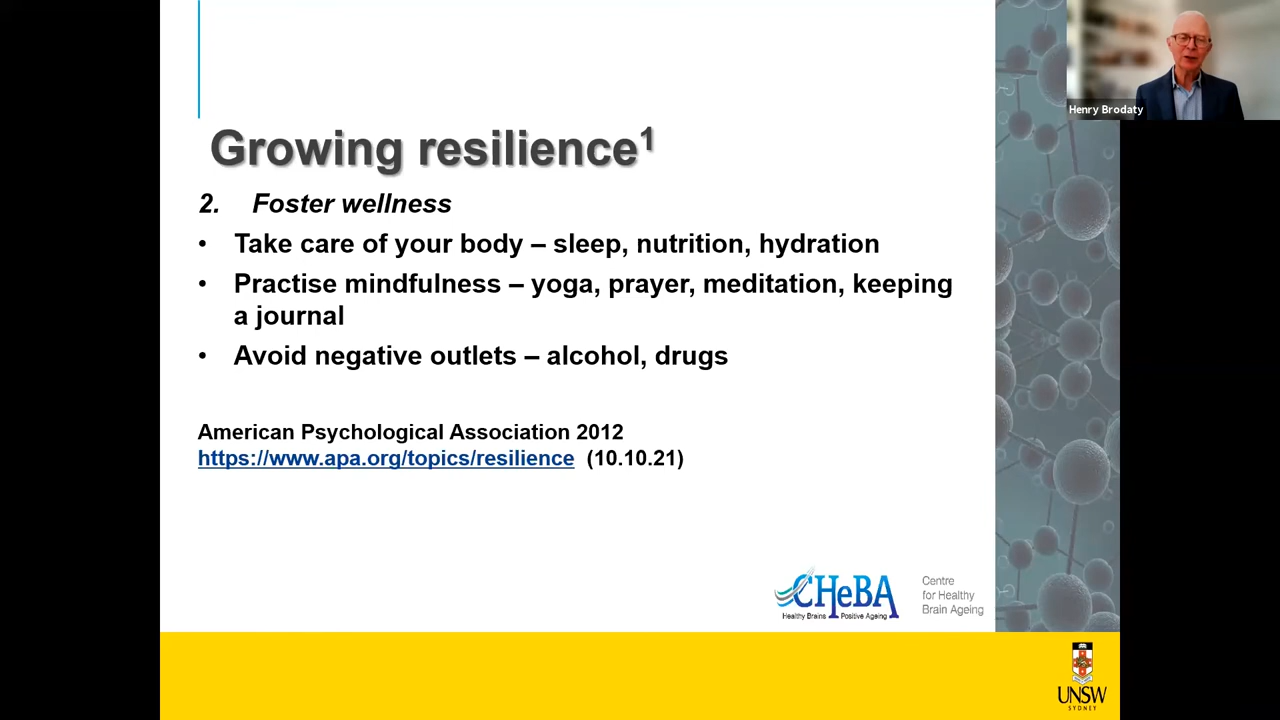 Henry Brodaty
Growing resilience¹
2. Foster wellness
• Take care of your body – sleep, nutrition, hydration
• Practise mindfulness – yoga, prayer, meditation, keeping
a journal
• Avoid negative outlets – alcohol, drugs
American Psychological Association 2012
https://www.apa.org/topics/resilience (10.10.21)
CHeBA
Healthy Brains Positive Ageing
Centre
for Healthy
Brain Ageing
UNSW
SYDNEY